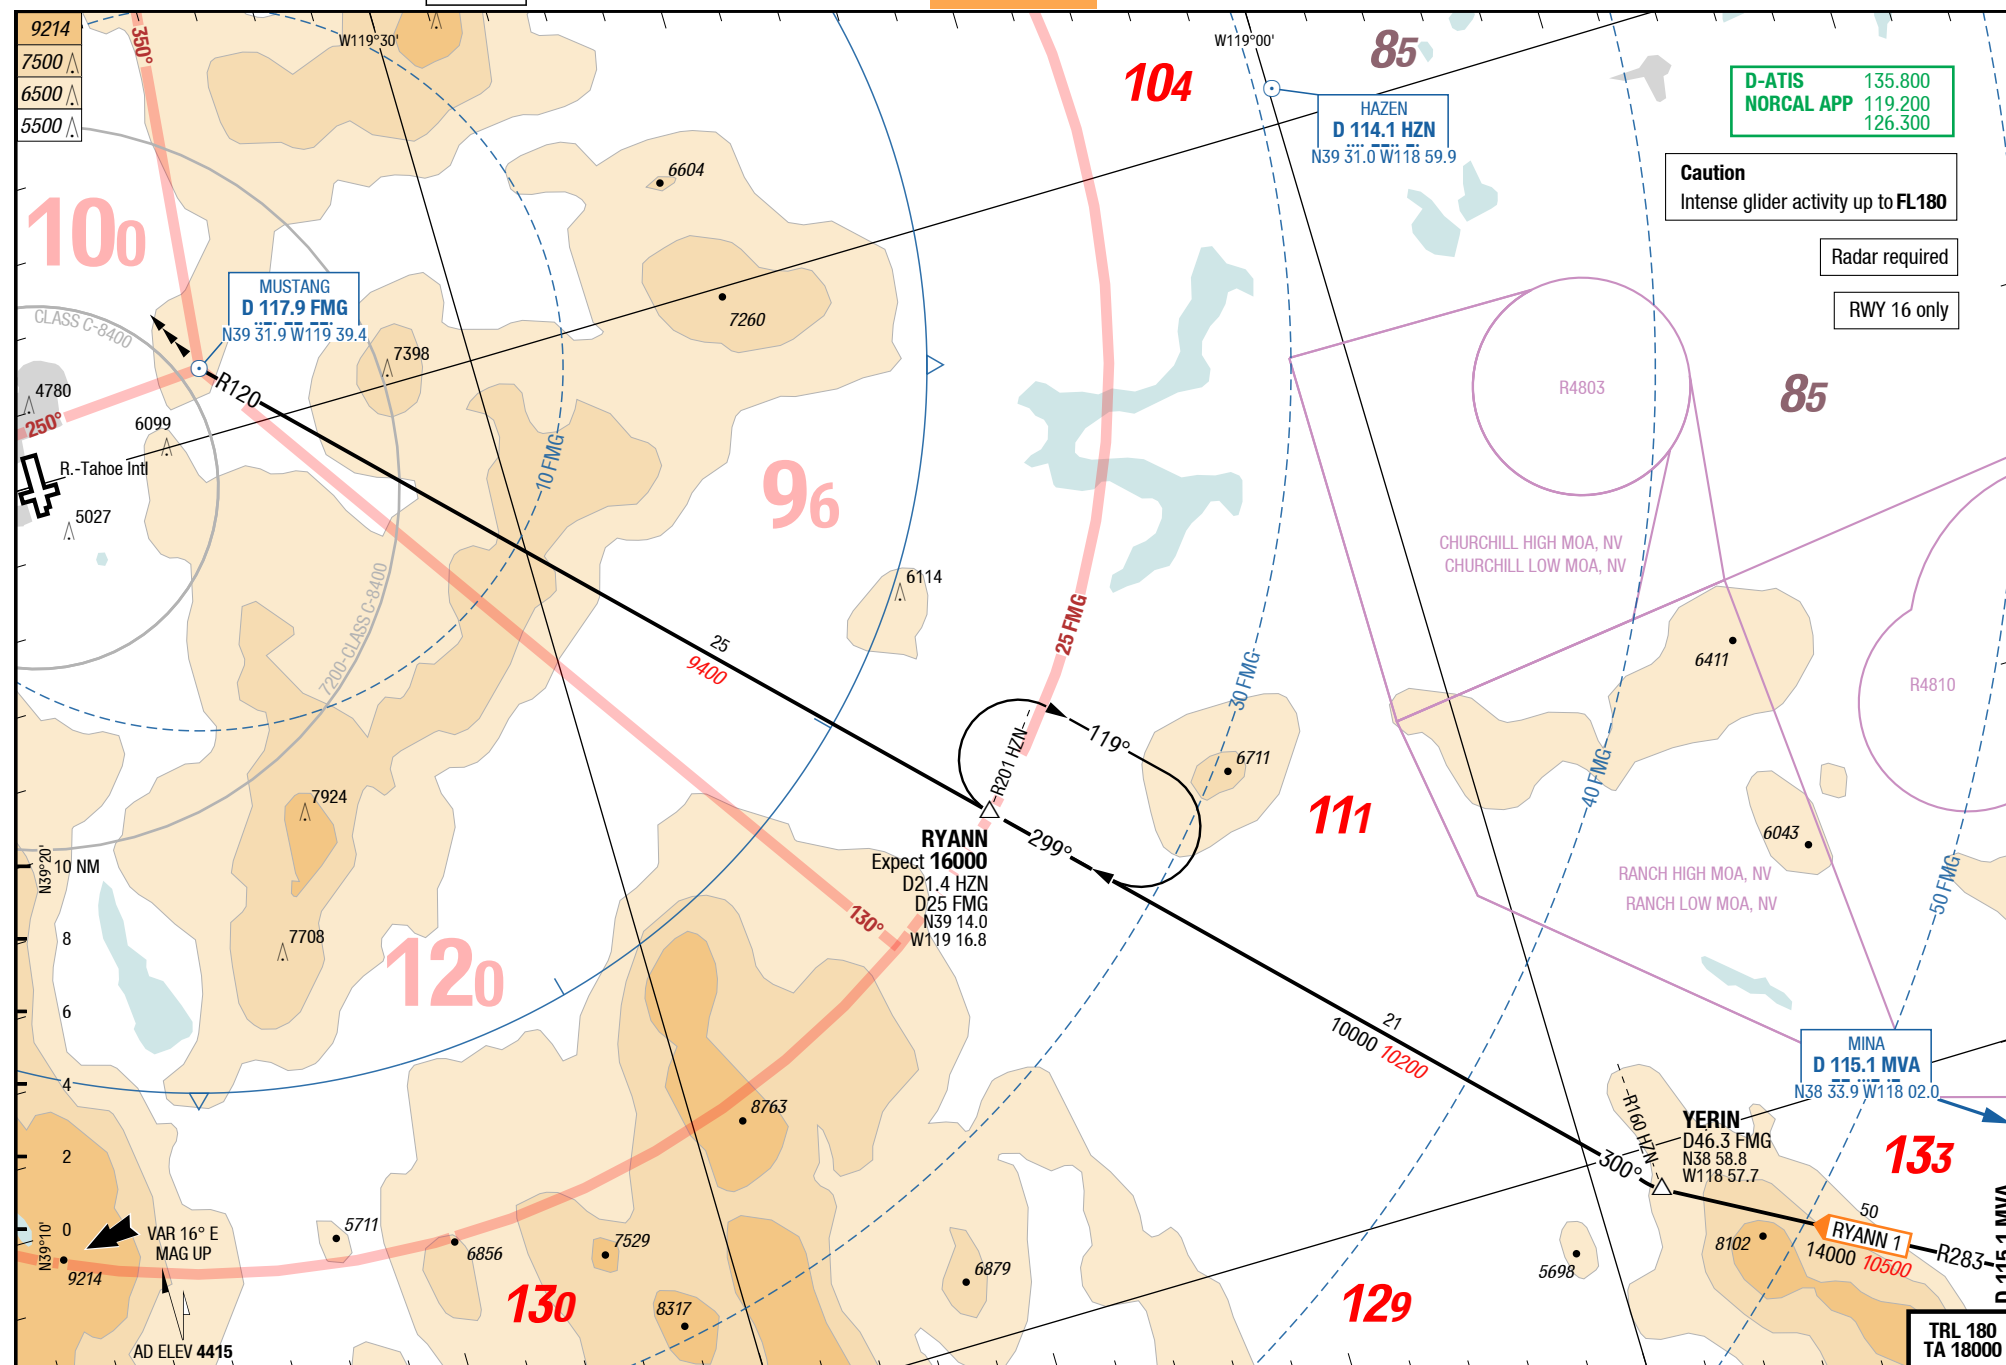 9214
7500
6500
5500
350°
W119°30'
W119°00'
104
85
HAZEN
D 114.1 HZN
N39 31.0 W118 59.9
D-ATIS 135.800
NORCAL APP 119.200
126.300
Caution
Intense glider activity up to FL180
Radar required
RWY 16 only
100
6604
MUSTANG
D 117.9 FMG
N39 31.9 W119 39.4
CLASS C-8400
7260
7398
R120
4780
250°
6099
R.-Tahoe Intl
5027
10 FMG
96
R4803
85
CHURCHILL HIGH MOA, NV
CHURCHILL LOW MOA, NV
7200-CLASS C-8400
6114
25 FMG
25
9400
30 FMG
6411
R4810
R201 HZN
119°
6711
40 FMG
7924
111
6043
RYANN
Expect 16000
D21.4 HZN
D25 FMG
N39 14.0
W119 16.8
299°
N39°20'
10 NM
8
6
4
2
0
130°
7708
120
RANCH HIGH MOA, NV
RANCH LOW MOA, NV
50 FMG
21
10000 10200
MINA
D 115.1 MVA
N38 33.9 W118 02.0
8763
R160 HZN
YERIN
D46.3 FMG
N38 58.8
W118 57.7
300°
133
N39°10'
VAR 16° E
MAG UP
9214
5711
6856
7529
6879
5698
8102
50
RYANN 1
14000 10500
R283
D 115.1 MVA
130
8317
129
AD ELEV 4415
TRL 180
TA 18000